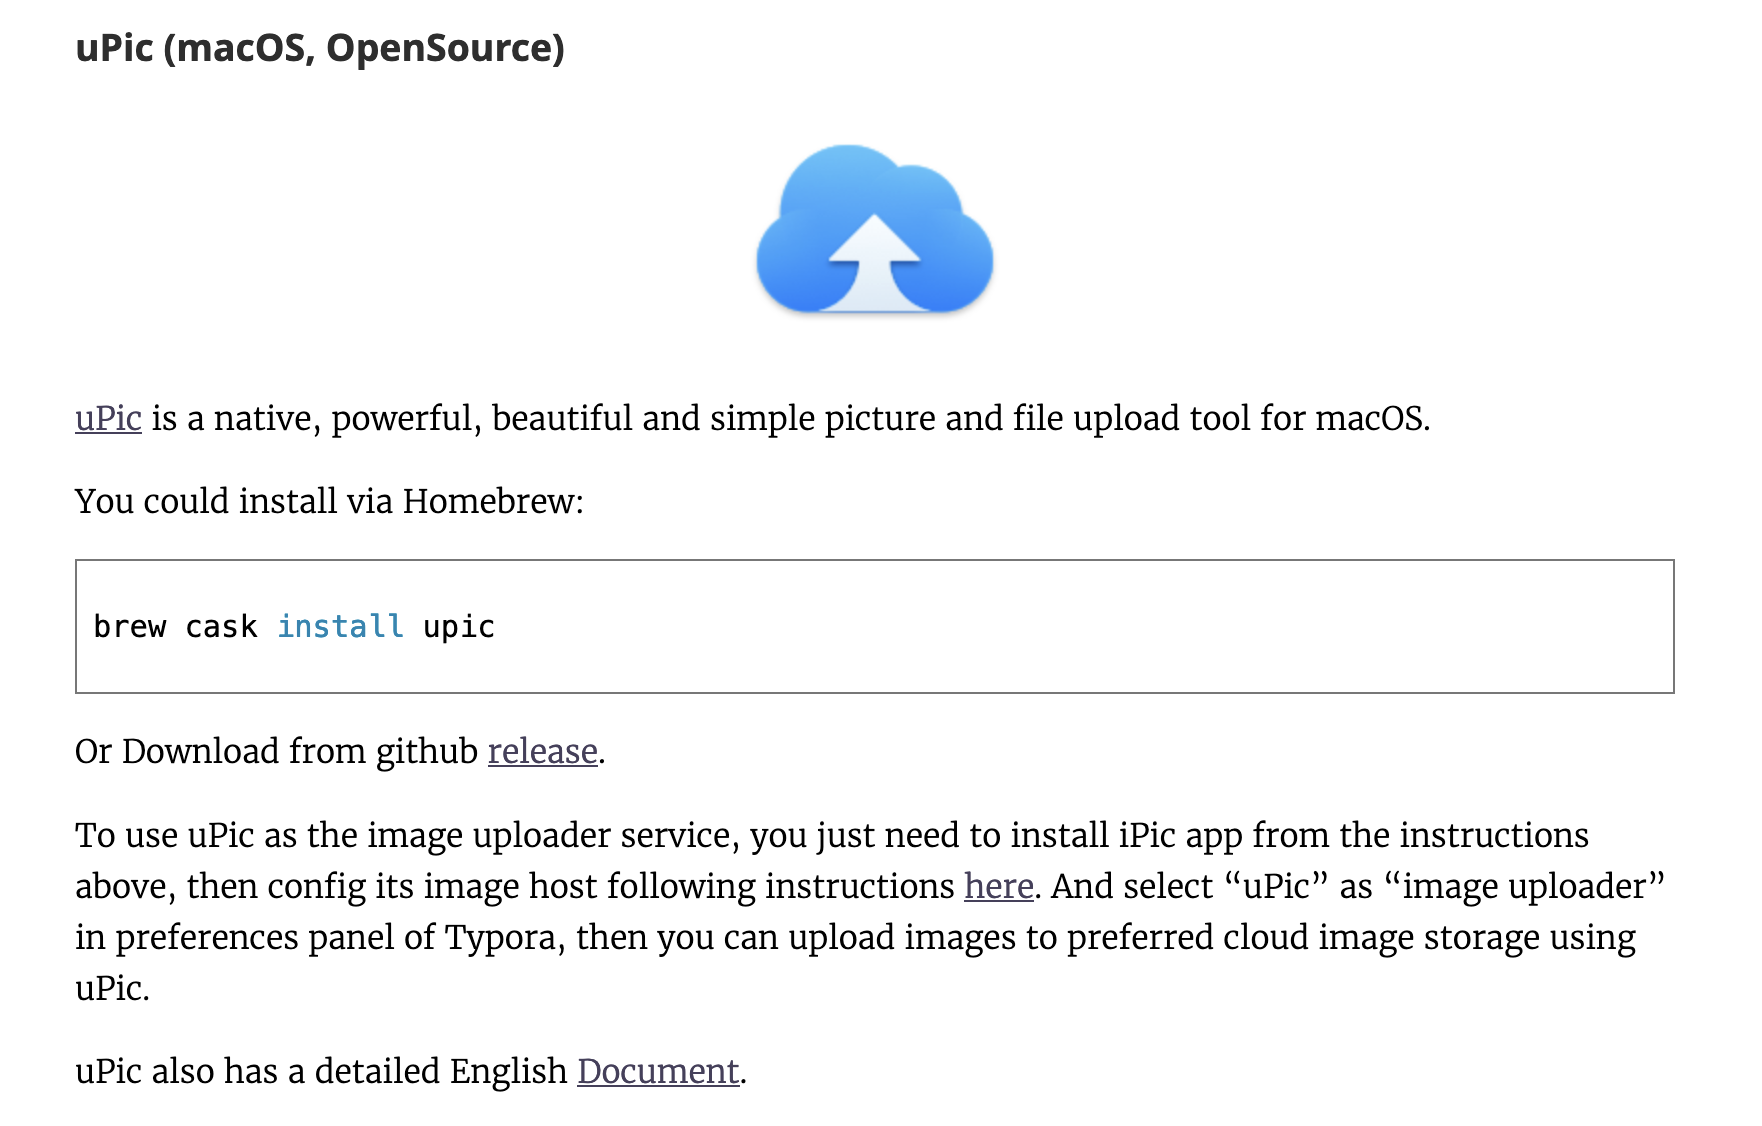 uPic (macOS, OpenSource)
uPic is a native, powerful, beautiful and simple picture and file upload tool for macOS.
You could install via Homebrew:
brew cask install upic
Or Download from github release.
To use uPic as the image uploader service, you just need to install iPic app from the instructions
above, then config its image host following instructions here. And select “uPic” as “image uploader”
in preferences panel of Typora, then you can upload images to preferred cloud image storage using
uPic.
uPic also has a detailed English Document.